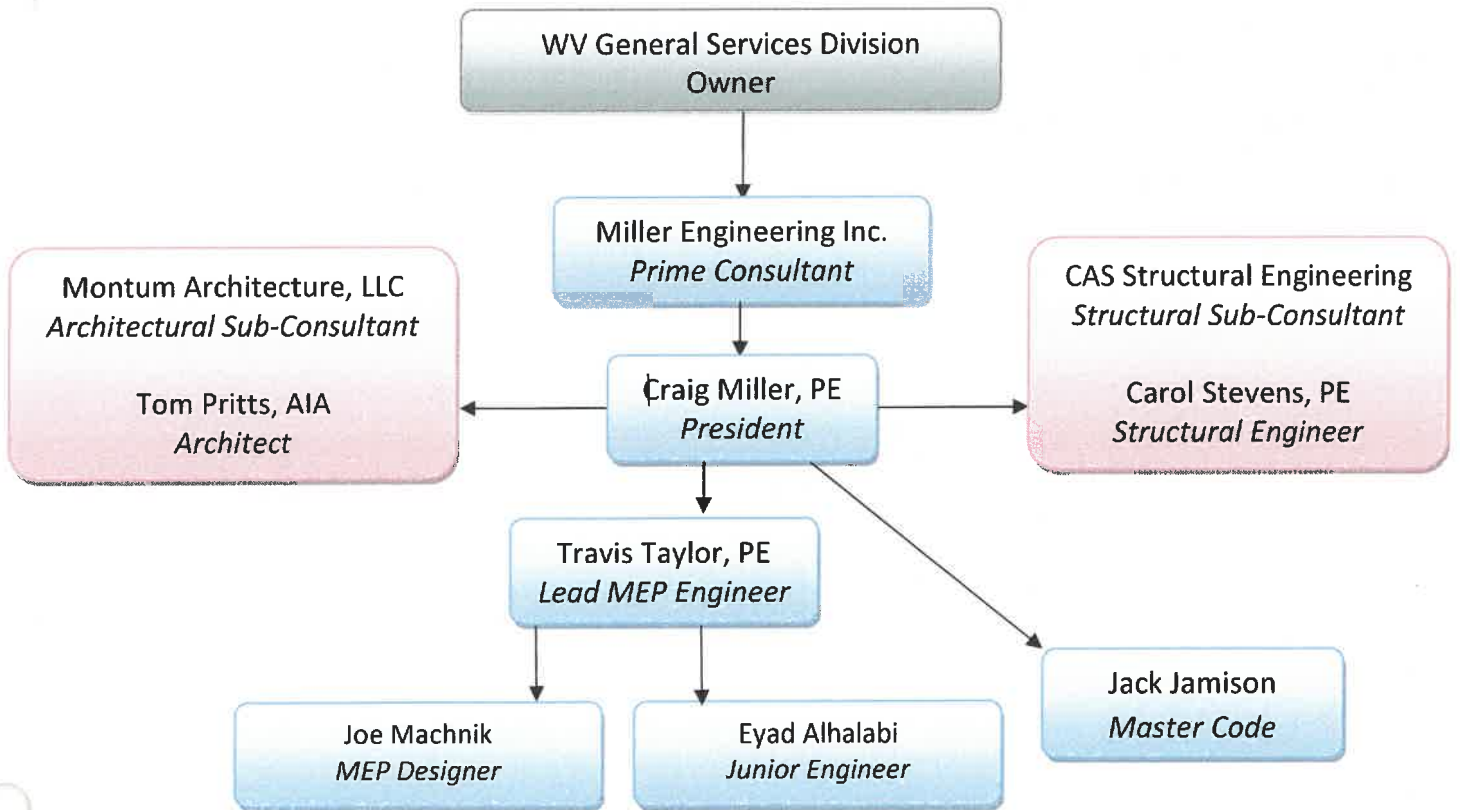 WV General Services Division
Owner
Miller Engineering Inc.
Prime Consultant
Montum Architecture, LLC
Architectural Sub-Consultant
Tom Pritts, AIA
Architect
Craig Miller, PE
President
CAS Structural Engineering
Structural Sub-Consultant
Carol Stevens, PE
Structural Engineer
Travis Taylor, PE
Lead MEP Engineer
Jack Jamison
Master Code
Joe Machnik
MEP Designer
Eyad Alhalabi
Junior Engineer